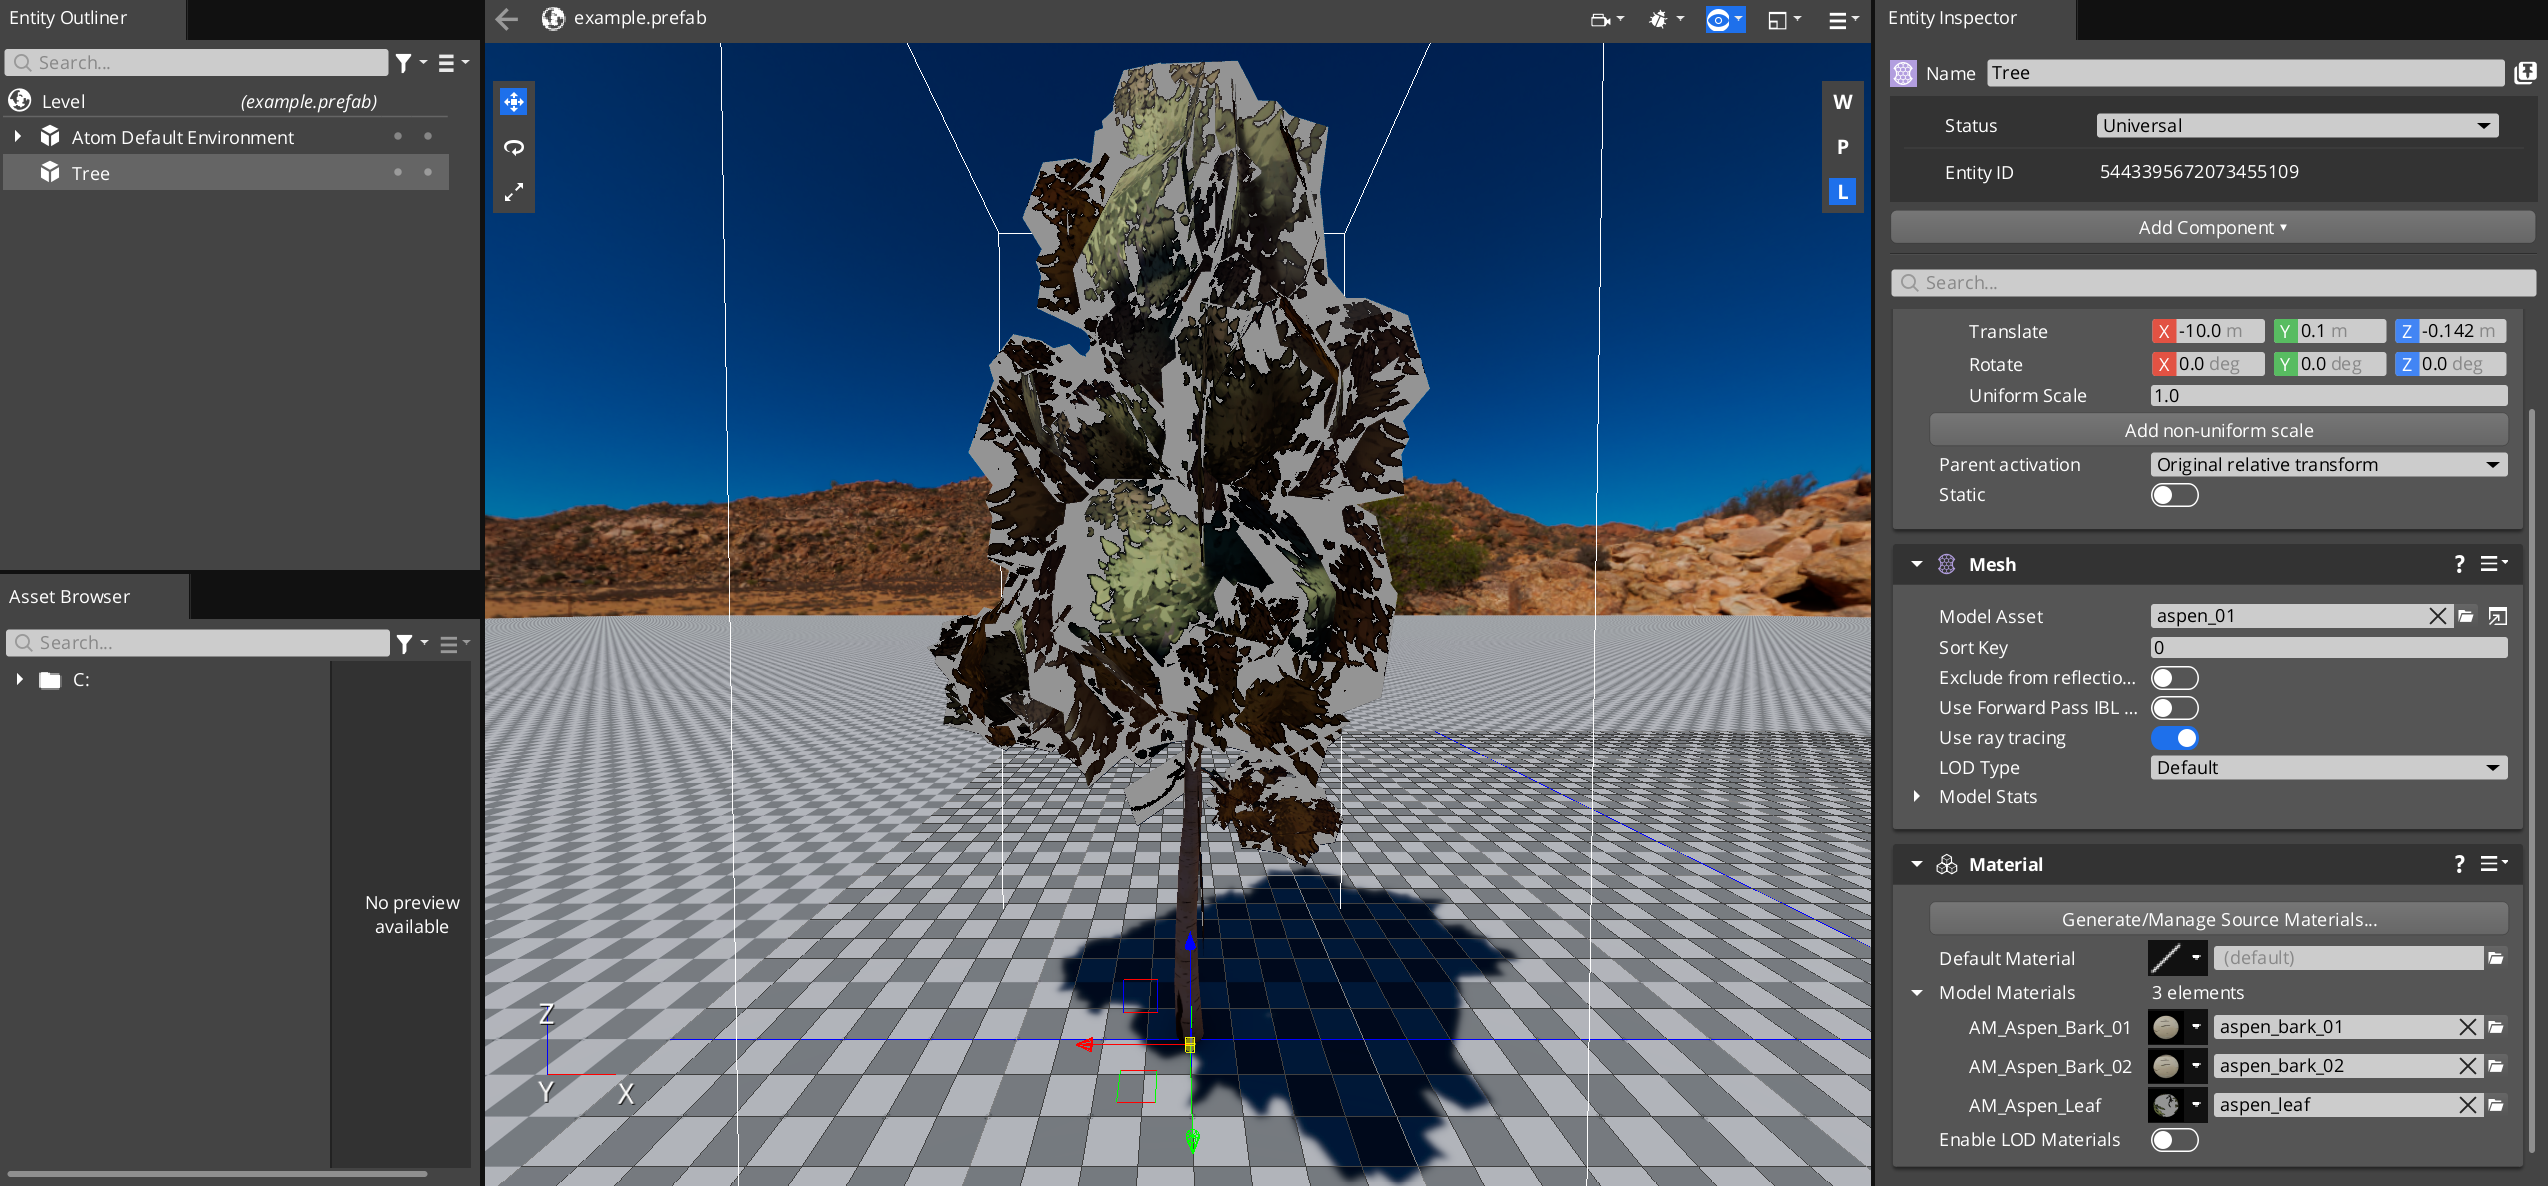 Entity Outliner
Search...
Level (example.prefab)
Atom Default Environment
Tree
Asset Browser
Search...
C:
No preview
available
example.prefab
W
P
L
Z
Y
X
Entity Inspector
Name Tree
Status Universal
Entity ID 5443395672073455109
Add Component
Search...
Translate X -10.0 m Y 0.1 m Z -0.142 m
Rotate X 0.0 deg Y 0.0 deg Z 0.0 deg
Uniform Scale 1.0
Add non-uniform scale
Parent activation Original relative transform
Static
Mesh ?
Model Asset aspen_01
Sort Key 0
Exclude from reflectio...
Use Forward Pass IBL ...
Use ray tracing
LOD Type Default
Model Stats
Material ?
Generate/Manage Source Materials...
Default Material (default)
Model Materials 3 elements
AM_Aspen_Bark_01 aspen_bark_01
AM_Aspen_Bark_02 aspen_bark_02
AM_Aspen_Leaf aspen_leaf
Enable LOD Materials